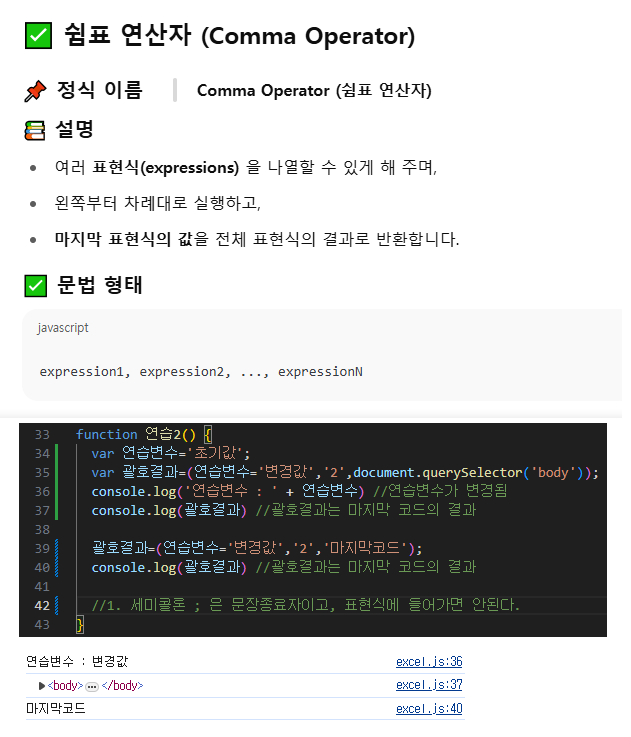 ✅ 쉼표 연산자 (Comma Operator)
📌 정식 이름 | Comma Operator (쉼표 연산자)
📚 설명
• 여러 표현식(expressions) 을 나열할 수 있게 해 주며,
• 왼쪽부터 차례대로 실행하고,
• 마지막 표현식의 값을 전체 표현식의 결과로 반환합니다.
✅ 문법 형태
javascript
expression1, expression2, ..., expressionN
33 function 연습2() {
34 var 연습변수='초기값';
35 var 괄호결과=(연습변수='변경값','2',document.querySelector('body'));
36 console.log('연습변수 : ' + 연습변수) //연습변수가 변경됨
37 console.log(괄호결과) //괄호결과는 마지막 코드의 결과
38
39 괄호결과=(연습변수='변경값','2','마지막코드');
40 console.log(괄호결과) //괄호결과는 마지막 코드의 결과
41
42 //1. 세미콜론 ; 은 문장종료자이고, 표현식에 들어가면 안된다.
43 }
연습변수 : 변경값 excel.js:36
▶<body>…</body> excel.js:37
마지막코드 excel.js:40